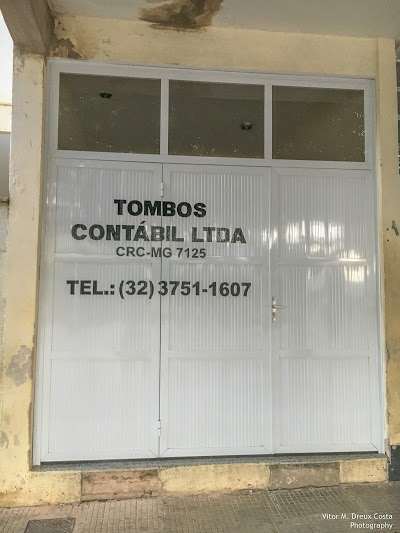 TOMBOS
CONTÁBIL LTDA
CRC-MG 7125
TEL.: (32) 3751-1607
Vitor M. Dreux Costa
Photography